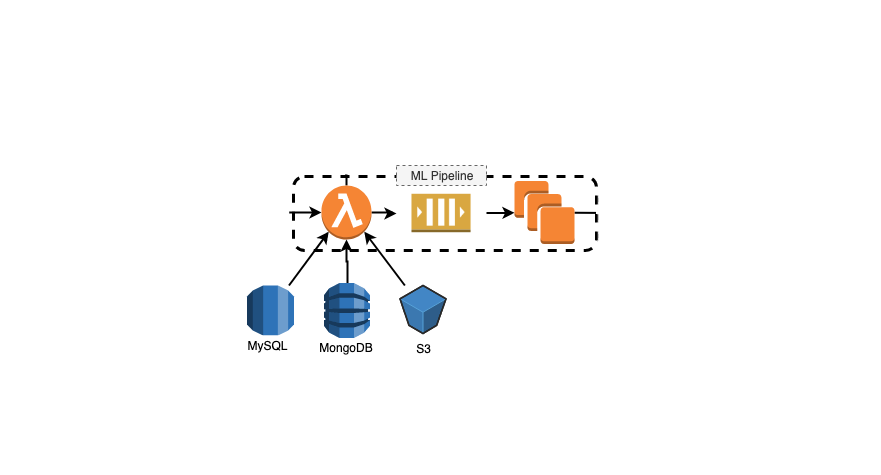 ML Pipeline
MySQL
MongoDB
S3